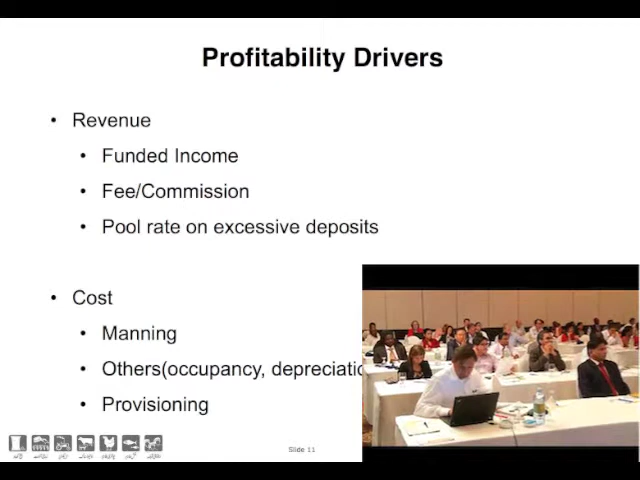 Profitability Drivers
• Revenue
• Funded Income
• Fee/Commission
• Pool rate on excessive deposits
• Cost
• Manning
• Others(occupancy, depreciatio
• Provisioning
Slide 11